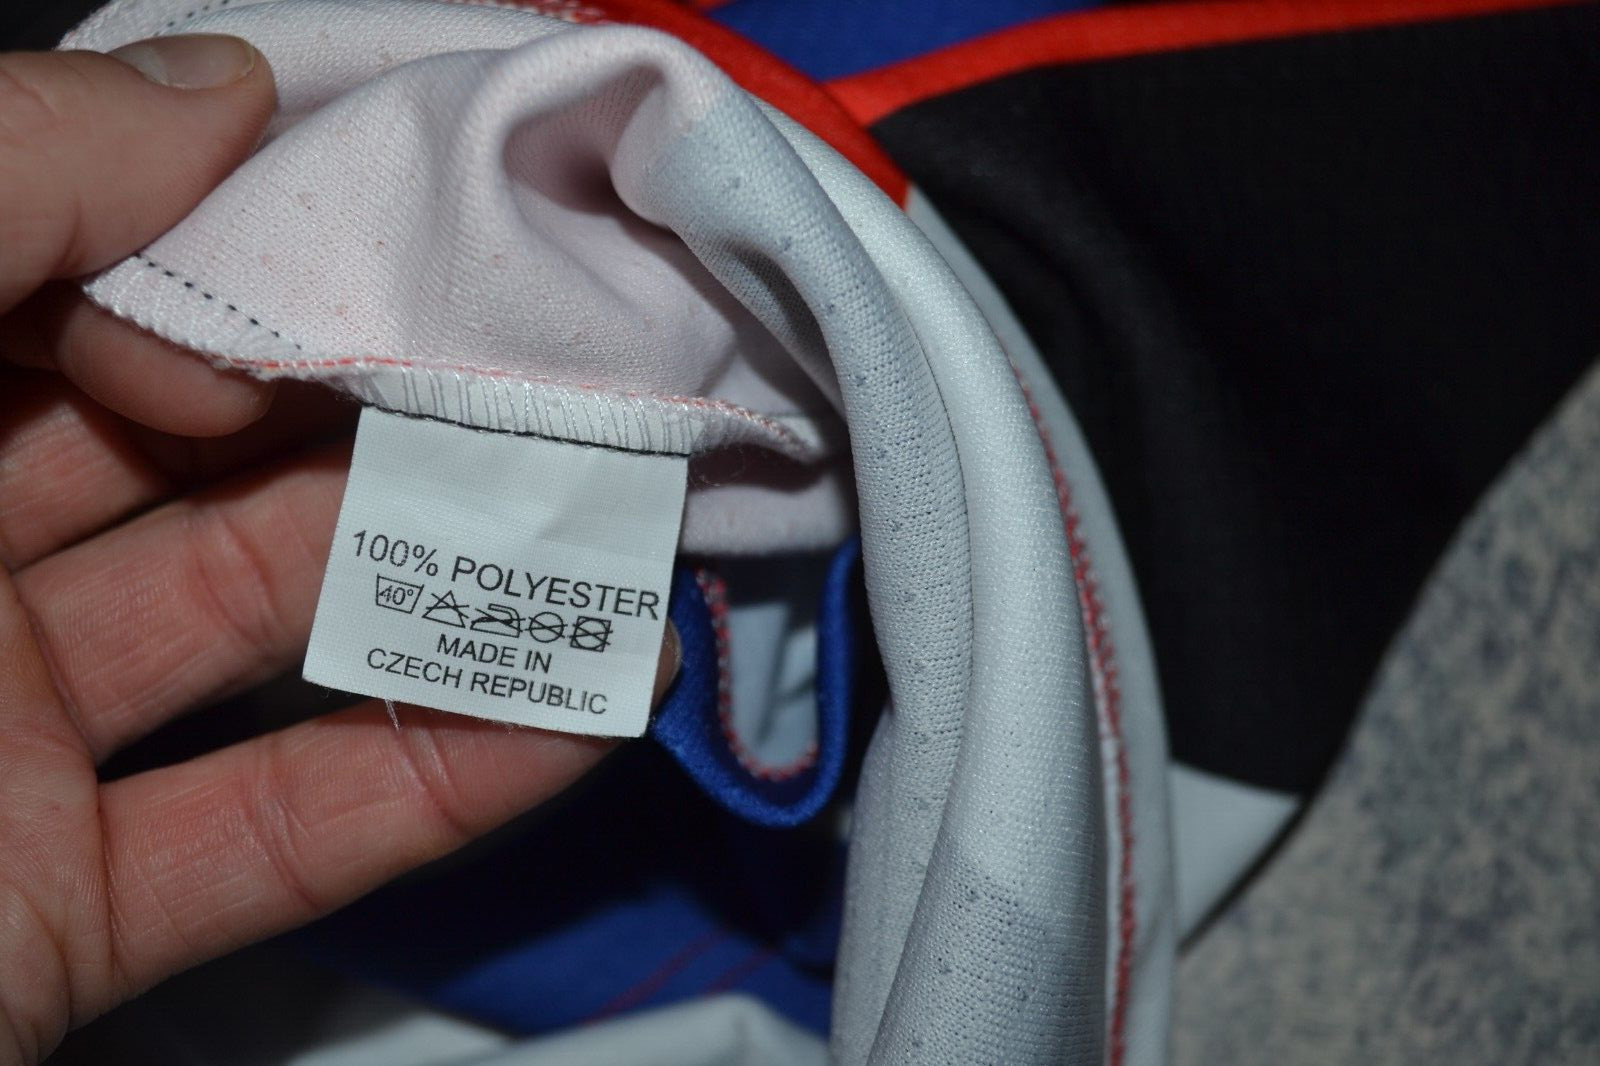 100% POLYESTER
40°
MADE IN
CZECH REPUBLIC